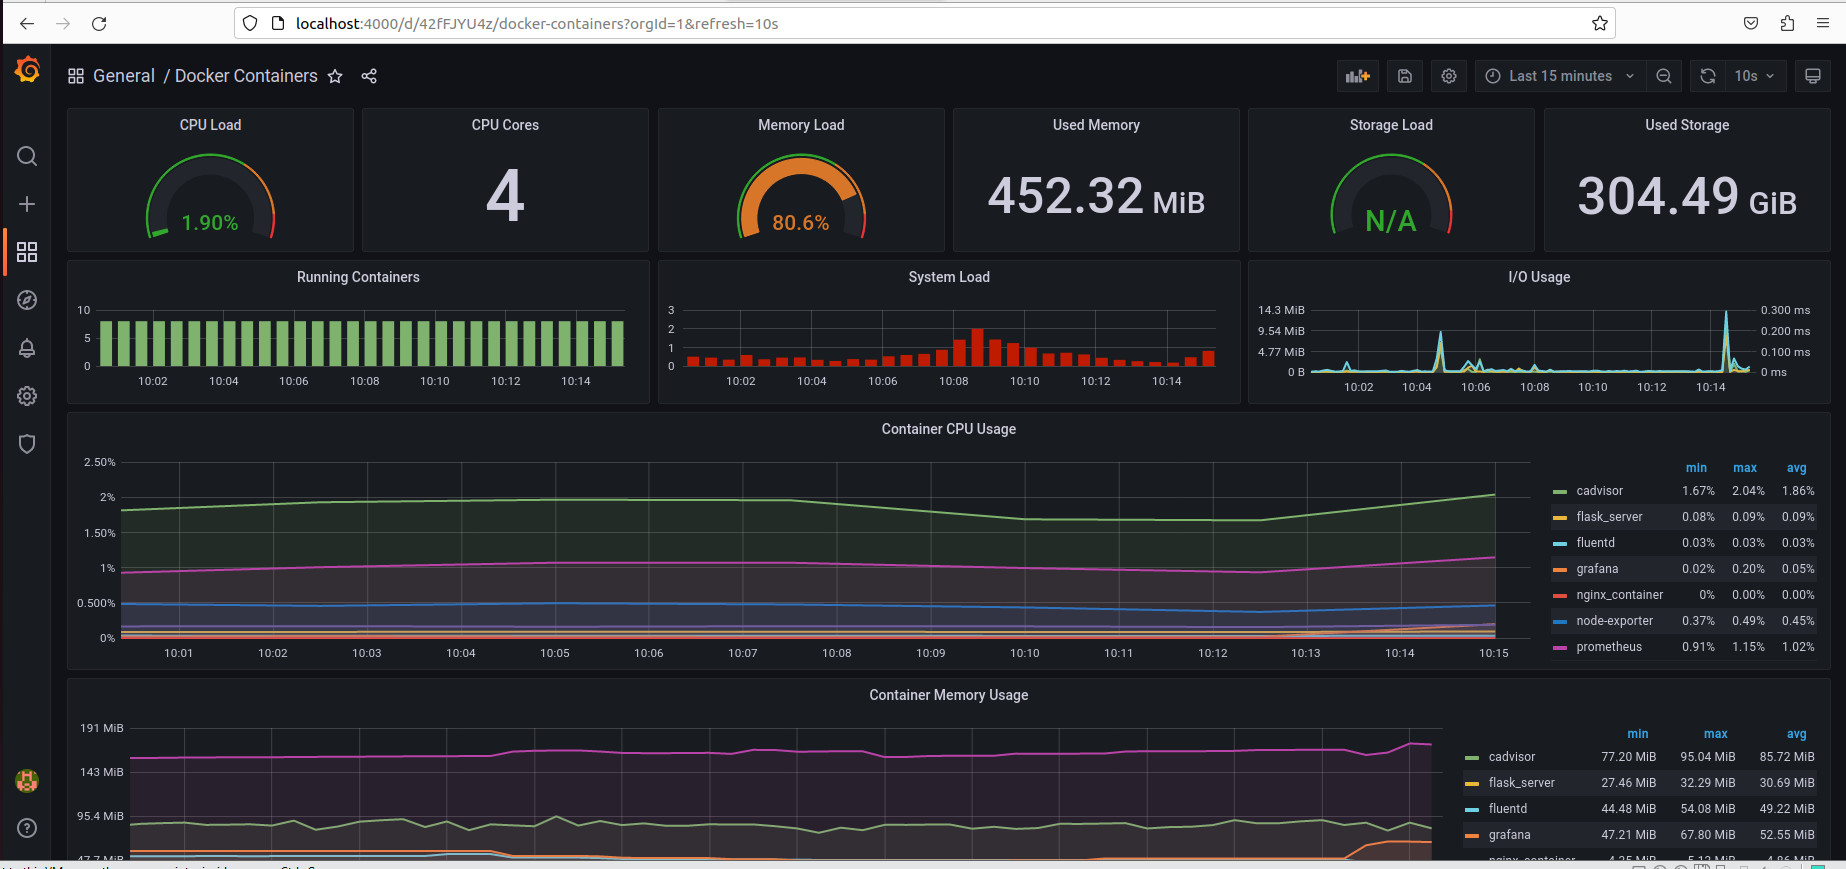 localhost:4000/d/42fFJYU4z/docker-containers?orgId=1&refresh=10s
General / Docker Containers
Last 15 minutes
10s
CPU Load
CPU Cores
Memory Load
Used Memory
Storage Load
Used Storage
1.90%
4
80.6%
452.32 MiB
N/A
304.49 GiB
Running Containers
10
5
0
10:02 10:04 10:06 10:08 10:10 10:12 10:14
System Load
3
2
1
0
10:02 10:04 10:06 10:08 10:10 10:12 10:14
I/O Usage
14.3 MiB 0.300 ms
9.54 MiB 0.200 ms
4.77 MiB 0.100 ms
0 B 0 ms
10:02 10:04 10:06 10:08 10:10 10:12 10:14
Container CPU Usage
2.50%
2%
1.50%
1%
0.500%
0%
10:01 10:02 10:03 10:04 10:05 10:06 10:07 10:08 10:09 10:10 10:11 10:12 10:13 10:14 10:15
min max avg
cadvisor 1.67% 2.04% 1.86%
flask_server 0.08% 0.09% 0.09%
fluentd 0.03% 0.03% 0.03%
grafana 0.02% 0.20% 0.05%
nginx_container 0% 0.00% 0.00%
node-exporter 0.37% 0.49% 0.45%
prometheus 0.91% 1.15% 1.02%
Container Memory Usage
191 MiB
143 MiB
95.4 MiB
47.7 MiB
min max avg
cadvisor 77.20 MiB 95.04 MiB 85.72 MiB
flask_server 27.46 MiB 32.29 MiB 30.69 MiB
fluentd 44.48 MiB 54.08 MiB 49.22 MiB
grafana 47.21 MiB 67.80 MiB 52.55 MiB
nginx_container